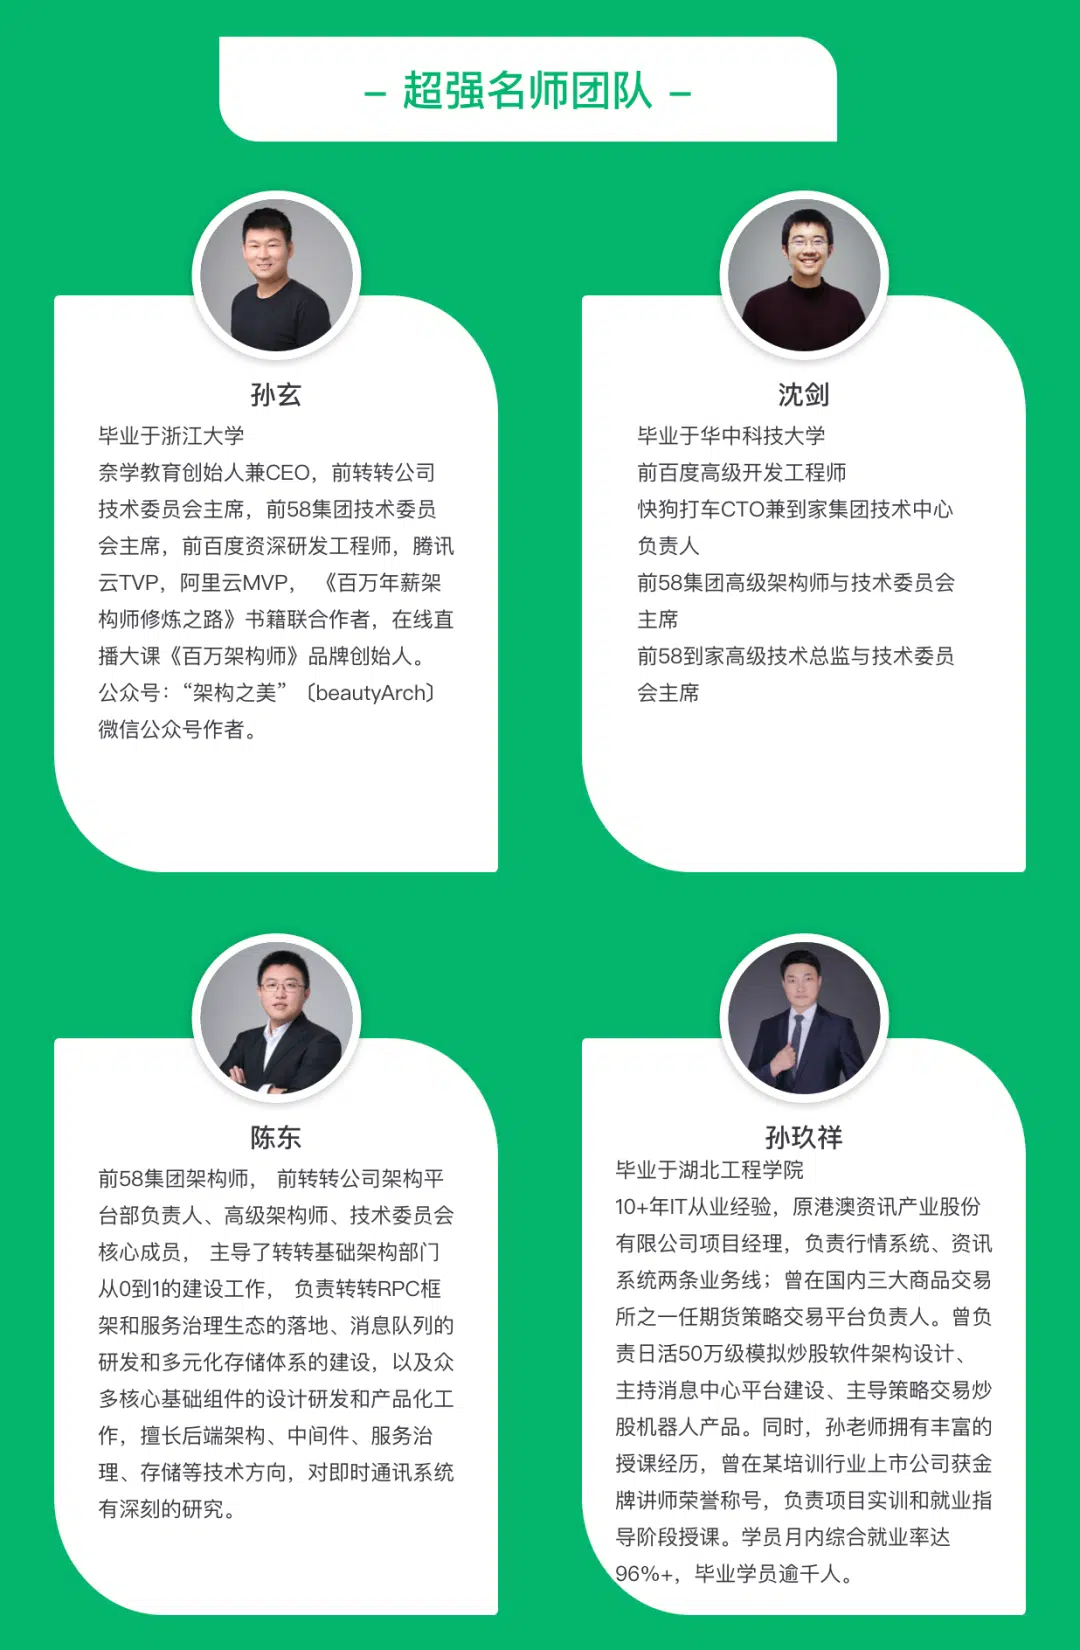 - 超强名师团队 -
孙玄
毕业于浙江大学
奈学教育创始人兼CEO，前转转公司
技术委员会主席，前58集团技术委员
会主席，前百度资深研发工程师，腾讯
云TVP，阿里云MVP， 《百万年薪架
构师修炼之路》书籍联合作者，在线直
播大课《百万架构师》品牌创始人。
公众号：“架构之美”〔beautyArch〕
微信公众号作者。
沈剑
毕业于华中科技大学
前百度高级开发工程师
快狗打车CTO兼到家集团技术中心
负责人
前58集团高级架构师与技术委员会
主席
前58到家高级技术总监与技术委员
会主席
陈东
前58集团架构师， 前转转公司架构平
台部负责人、高级架构师、技术委员会
核心成员， 主导了转转基础架构部门
从0到1的建设工作， 负责转转RPC框
架和服务治理生态的落地、消息队列的
研发和多元化存储体系的建设，以及众
多核心基础组件的设计研发和产品化工
作，擅长后端架构、中间件、服务治
理、存储等技术方向，对即时通讯系统
有深刻的研究。
孙玖祥
毕业于湖北工程学院
10+年IT从业经验，原港澳资讯产业股份
有限公司项目经理，负责行情系统、资讯
系统两条业务线；曾在国内三大商品交易
所之一任期货策略交易平台负责人。曾负
责日活50万级模拟炒股软件架构设计、
主持消息中心平台建设、主导策略交易炒
股机器人产品。同时，孙老师拥有丰富的
授课经历，曾在某培训行业上市公司获金
牌讲师荣誉称号，负责项目实训和就业指
导阶段授课。学员月内综合就业率达
96%+，毕业学员逾千人。